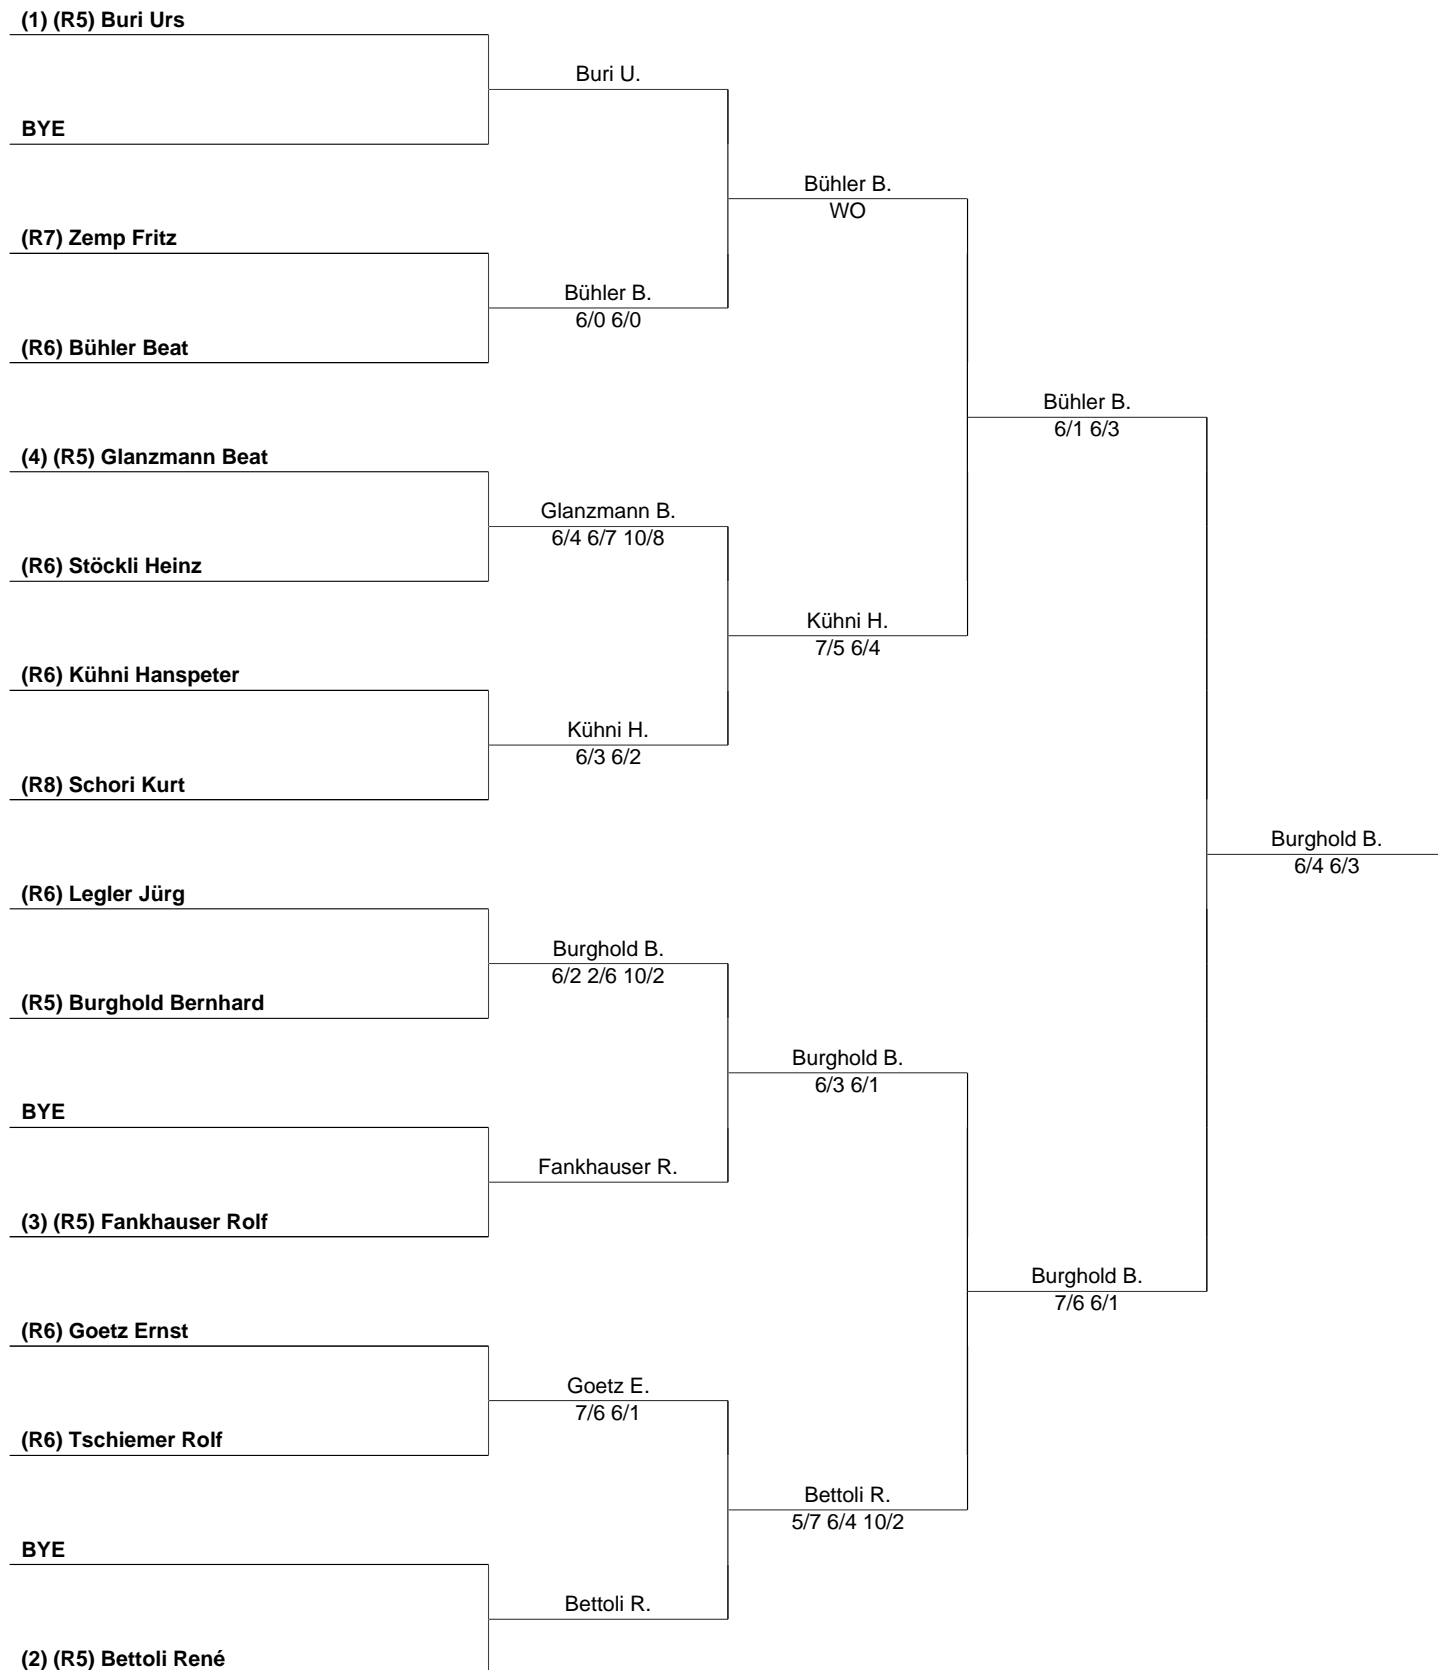 (1) (R5) Buri Urs
Buri U.
BYE
Bühler B.
WO
(R7) Zemp Fritz
Bühler B.
6/0 6/0
(R6) Bühler Beat
Bühler B.
6/1 6/3
(4) (R5) Glanzmann Beat
Glanzmann B.
6/4 6/7 10/8
(R6) Stöckli Heinz
Kühni H.
7/5 6/4
(R6) Kühni Hanspeter
Kühni H.
6/3 6/2
(R8) Schori Kurt
Burghold B.
6/4 6/3
(R6) Legler Jürg
Burghold B.
6/2 2/6 10/2
(R5) Burghold Bernhard
Burghold B.
6/3 6/1
BYE
Fankhauser R.
(3) (R5) Fankhauser Rolf
Burghold B.
7/6 6/1
(R6) Goetz Ernst
Goetz E.
7/6 6/1
(R6) Tschiemer Rolf
Bettoli R.
5/7 6/4 10/2
BYE
Bettoli R.
(2) (R5) Bettoli René